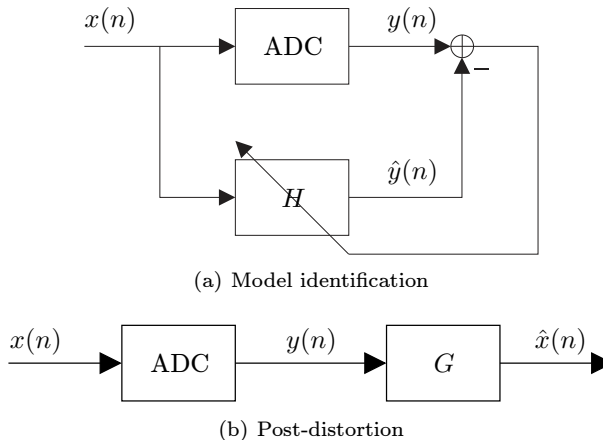 x(n) ADC y(n)
−
H ŷ(n)
(a) Model identification
x(n) ADC y(n) G x̂(n)
(b) Post-distortion